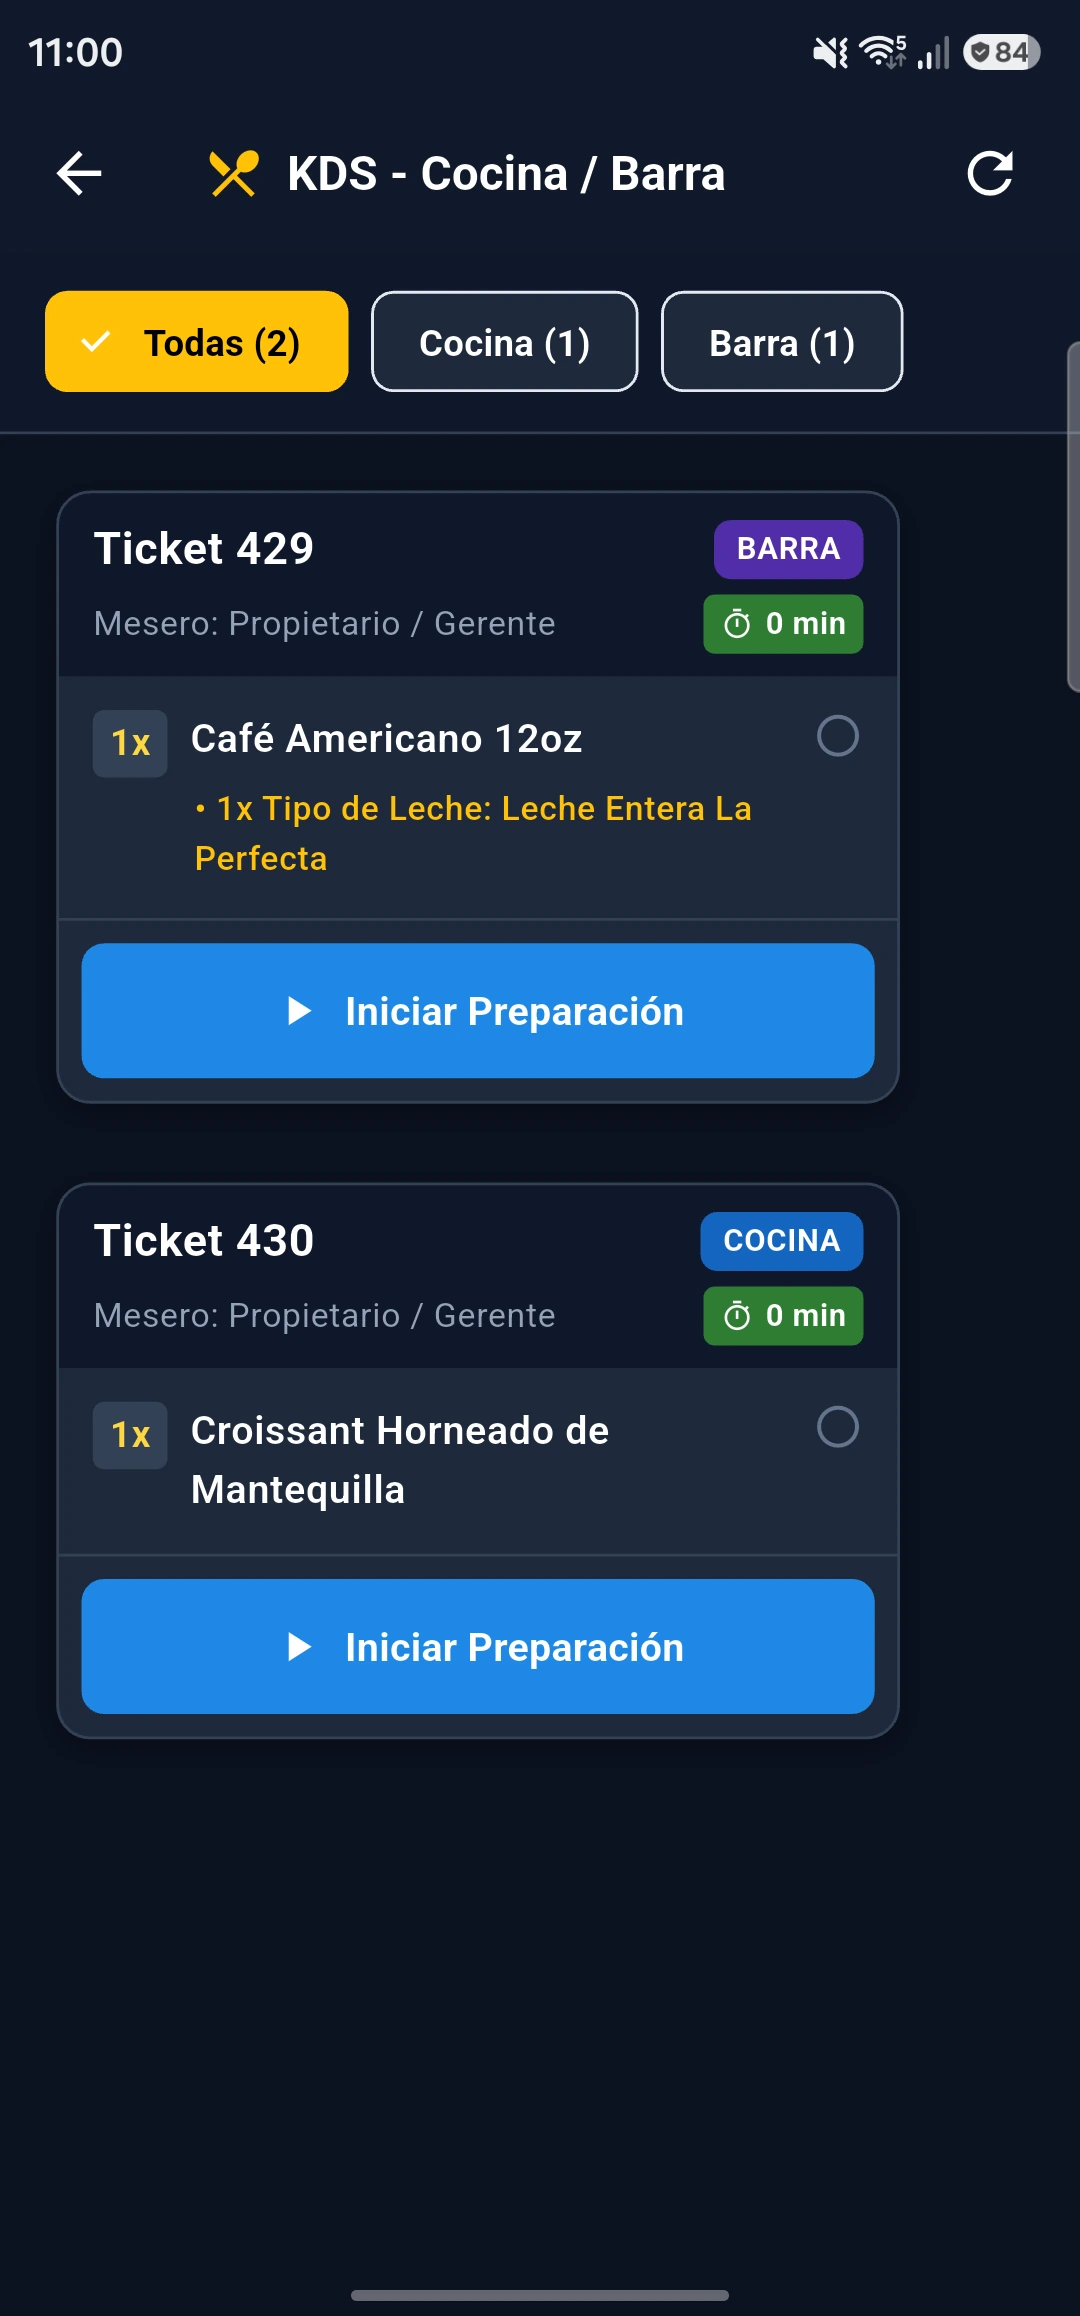 11:00
5
84
KDS - Cocina / Barra
Todas (2)
Cocina (1)
Barra (1)
Ticket 429
BARRA
Mesero: Propietario / Gerente
0 min
1x
Café Americano 12oz
• 1x Tipo de Leche: Leche Entera La
Perfecta
Iniciar Preparación
Ticket 430
COCINA
Mesero: Propietario / Gerente
0 min
1x
Croissant Horneado de
Mantequilla
Iniciar Preparación